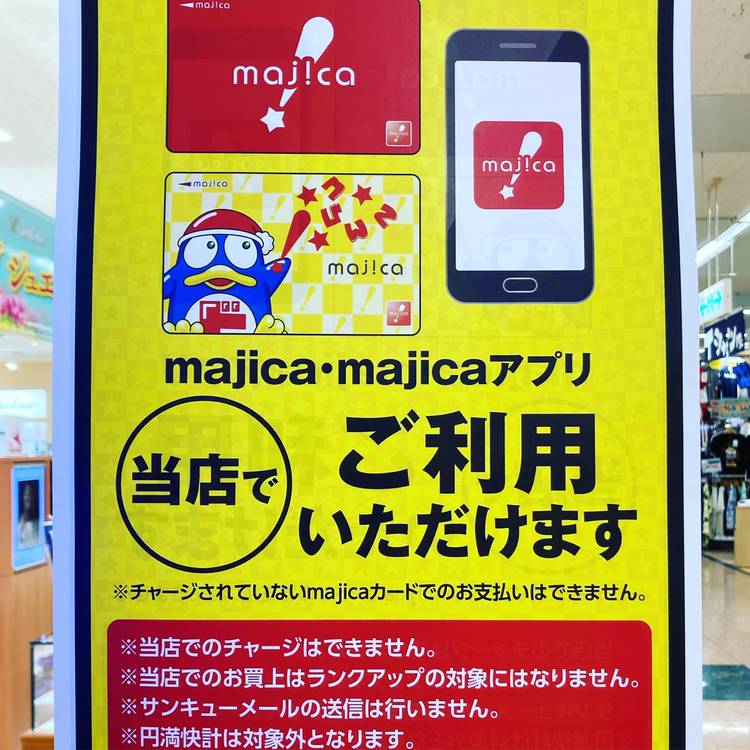 majica
maj!ca
majica
maj!ca
maj!ca
ド
majica・majicaアプリ
当店で
ご利用
いただけます
※チャージされていないmajicaカードでのお支払いはできません。
※当店でのチャージはできません。
※当店でのお買上はランクアップの対象にはなりません。
※サンキューメールの送信は行いません。
※円満快計は対象外となります。